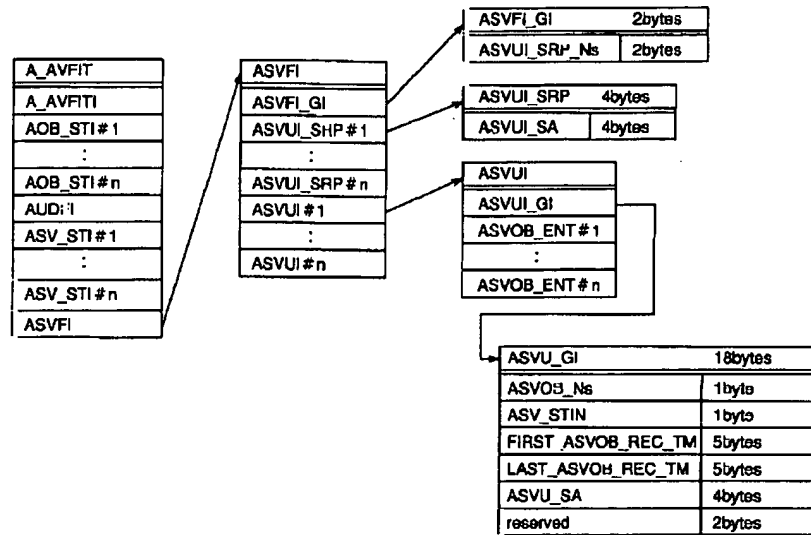 A_AVFIT
A_AVFITI
AOB_STI#1
:
AOB_STI#n
ASV_STI#1
:
ASV_STI#n
ASVFI
ASVFI
ASVFI_GI
ASVUI_SRP#1
:
ASVUI_SRP#n
ASVUI#1
:
ASVUI#n
ASVFI_GI 2bytes
ASVUI_SRP_Ns 2bytes
ASVUI_SRP 4bytes
ASVUI_SA 4bytes
ASVUI
ASVUI_GI
ASVOB_ENT#1
:
ASVOB_ENT#n
ASVU_GI 18bytes
ASVOB_Ns 1byte
ASV_STIN 1byte
FIRST_ASVOB_REC_TM 5bytes
LAST_ASVOB_REC_TM 5bytes
ASVU_SA 4bytes
reserved 2bytes